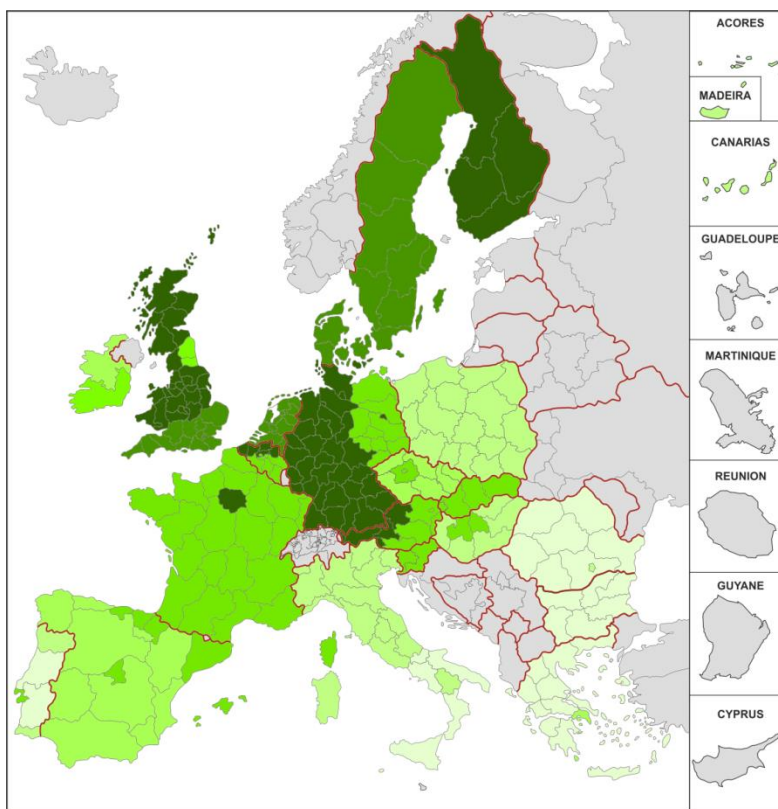 ACORES
MADEIRA
CANARIAS
GUADELOUPE
MARTINIQUE
REUNION
GUYANE
CYPRUS